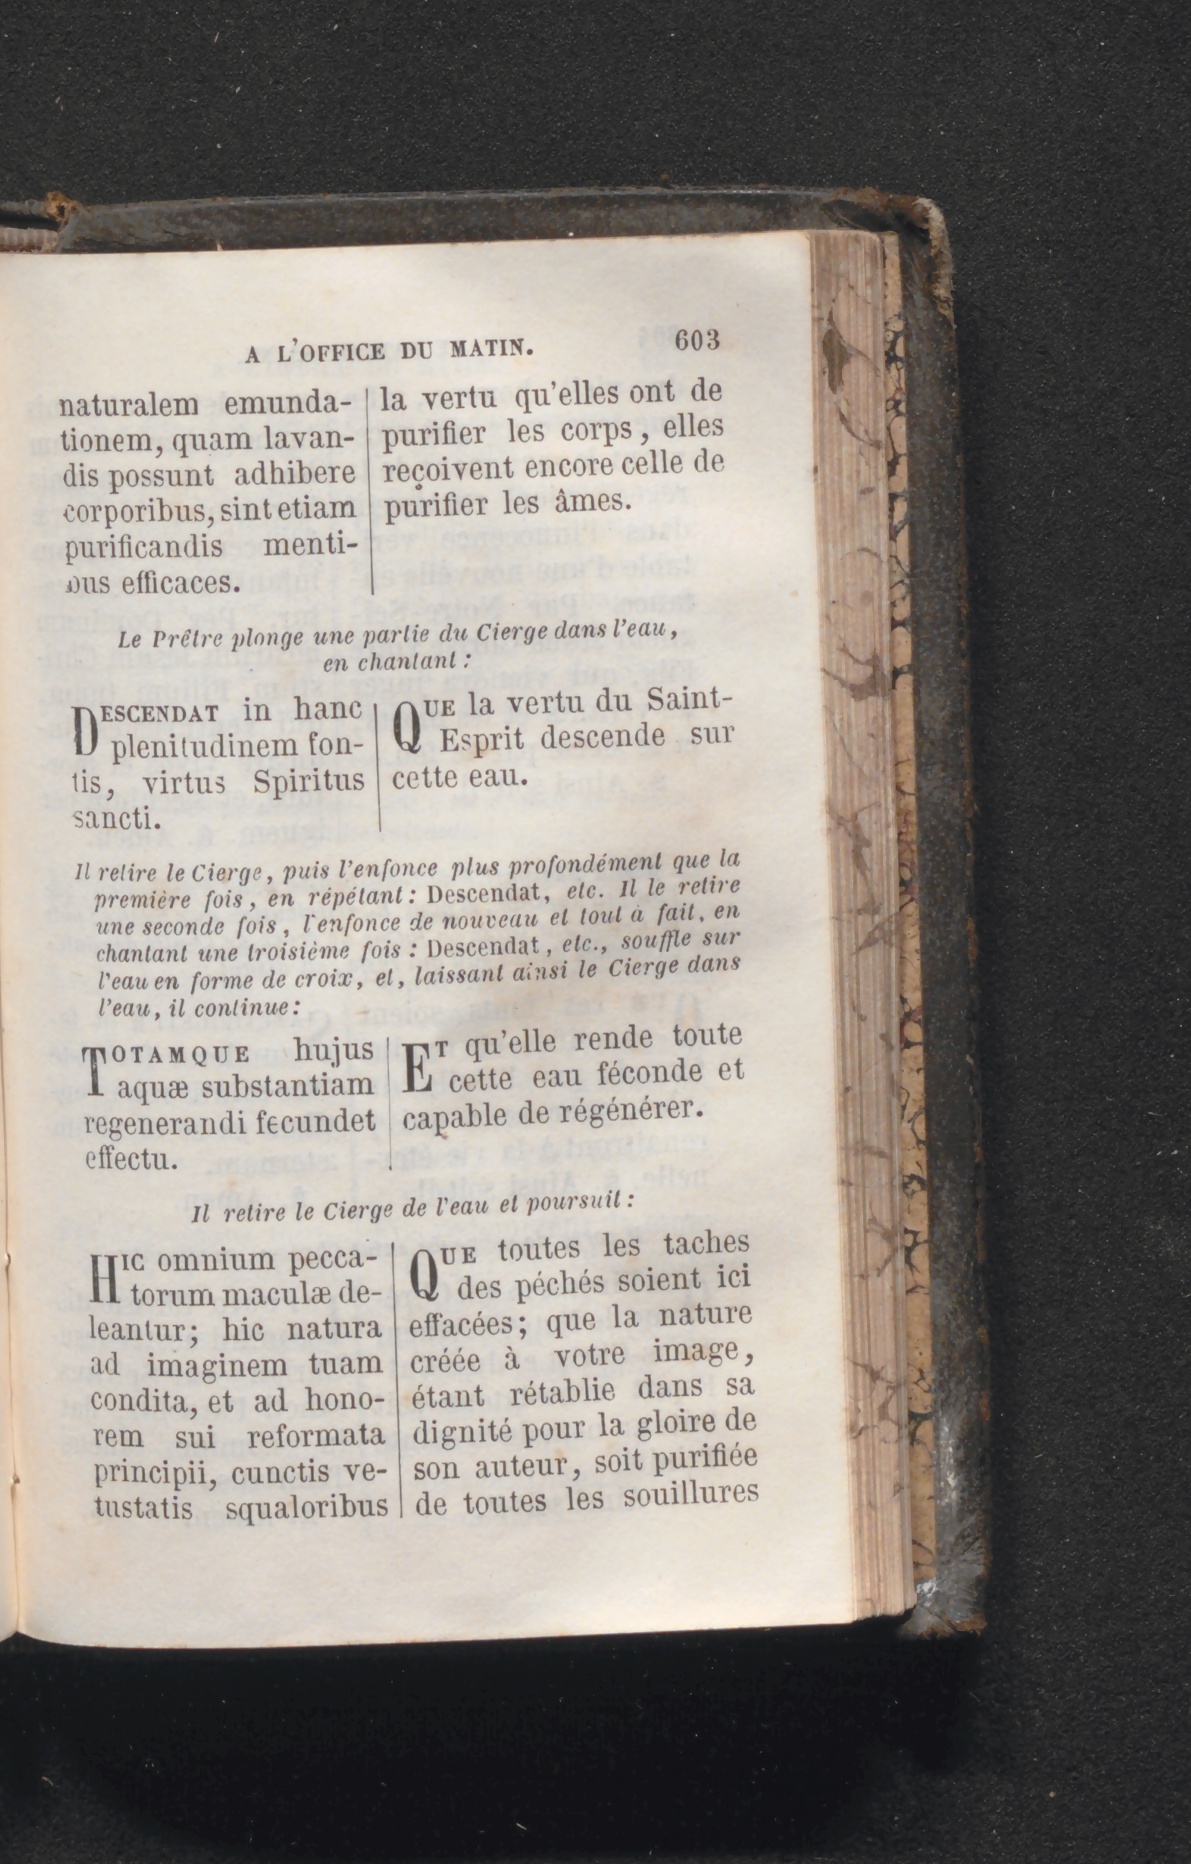 A L'OFFICE DU MATIN. 603
naturalem emunda-
tionem, quam lavan-
dis possunt adhibere
corporibus, sint etiam
purificandis menti-
bus efficaces.
la vertu qu'elles ont de
purifier les corps, elles
reçoivent encore celle de
purifier les âmes.
Le Prêtre plonge une partie du Cierge dans l'eau,
en chantant :
DESCENDAT in hanc
plenitudinem fon-
tis, virtus Spiritus
sancti.
QUE la vertu du Saint-
Esprit descende sur
cette eau.
Il retire le Cierge, puis l'enfonce plus profondément que la
première fois, en répétant : Descendat, etc. Il le retire
une seconde fois, l'enfonce de nouveau et tout à fait, en
chantant une troisième fois : Descendat, etc., souffle sur
l'eau en forme de croix, et, laissant ainsi le Cierge dans
l'eau, il continue :
TOTAMQUE hujus
aquæ substantiam
regenerandi fecundet
effectu.
ET qu'elle rende toute
cette eau féconde et
capable de régénérer.
Il retire le Cierge de l'eau et poursuit :
HIC omnium pecca-
torum maculæ de-
leantur; hic natura
ad imaginem tuam
condita, et ad hono-
rem sui reformata
principii, cunctis ve-
tustatis squaloribus
QUE toutes les taches
des péchés soient ici
effacées; que la nature
créée à votre image,
étant rétablie dans sa
dignité pour la gloire de
son auteur, soit purifiée
de toutes les souillures